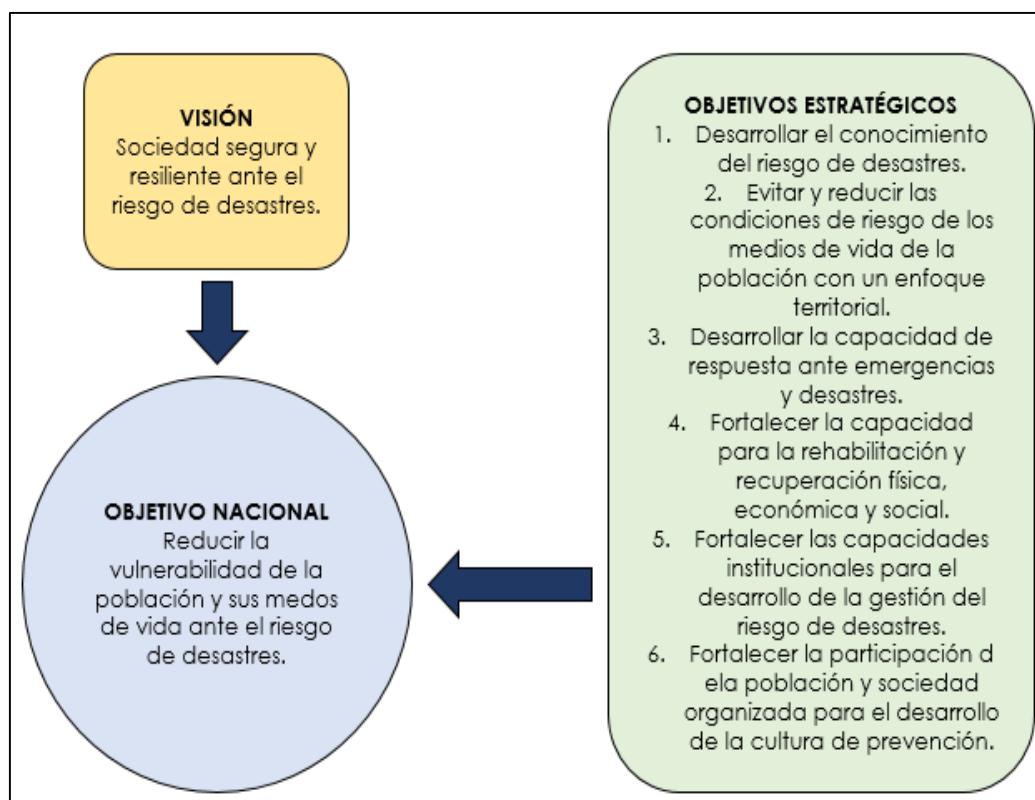 VISIÓN
Sociedad segura y
resiliente ante el
riesgo de desastres.
OBJETIVO NACIONAL
Reducir la
vulnerabilidad de la
población y sus medos
de vida ante el riesgo
de desastres.
OBJETIVOS ESTRATÉGICOS
1. Desarrollar el conocimiento
del riesgo de desastres.
2. Evitar y reducir las
condiciones de riesgo de los
medios de vida de la
población con un enfoque
territorial.
3. Desarrollar la capacidad de
respuesta ante emergencias
y desastres.
4. Fortalecer la capacidad
para la rehabilitación y
recuperación física,
económica y social.
5. Fortalecer las capacidades
institucionales para el
desarrollo de la gestión del
riesgo de desastres.
6. Fortalecer la participación d
ela población y sociedad
organizada para el desarrollo
de la cultura de prevención.